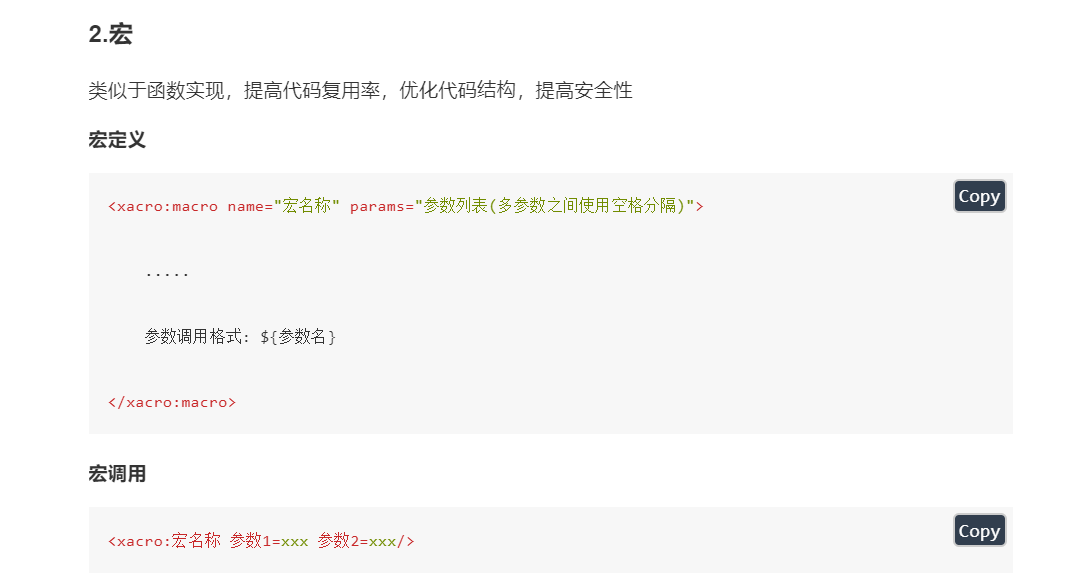 2.宏
类似于函数实现，提高代码复用率，优化代码结构，提高安全性
宏定义
Copy
<xacro:macro name="宏名称" params="参数列表(多参数之间使用空格分隔)">
.....
参数调用格式: ${参数名}
</xacro:macro>
宏调用
Copy
<xacro:宏名称 参数1=xxx 参数2=xxx/>